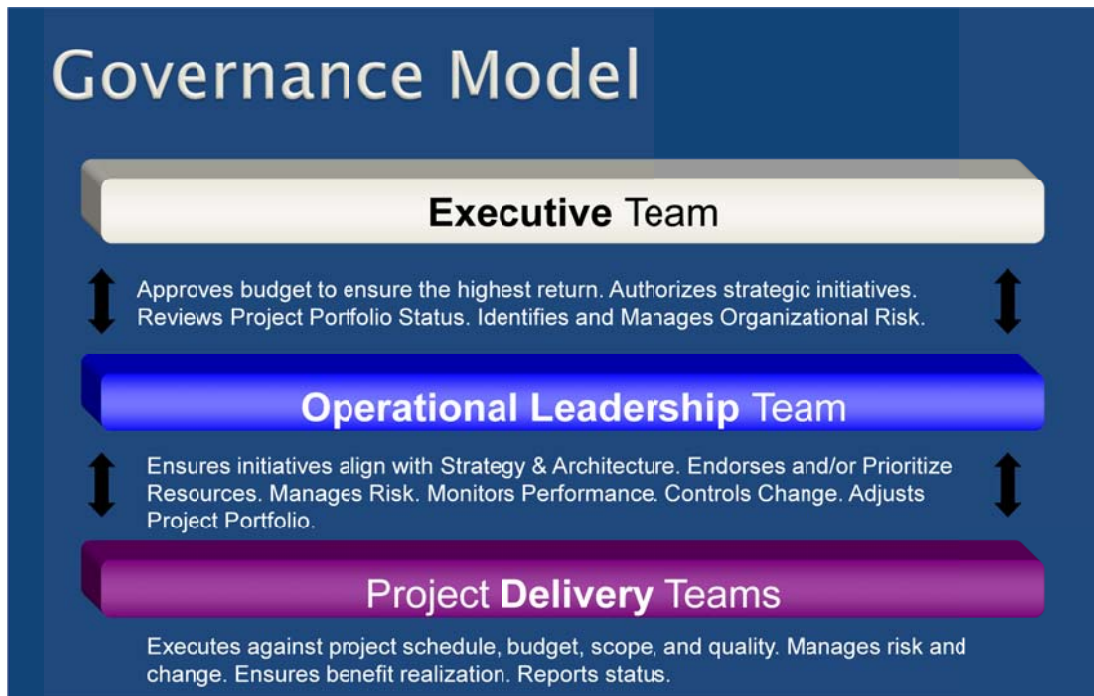 Governance Model
Executive Team
Approves budget to ensure the highest return. Authorizes strategic initiatives.
Reviews Project Portfolio Status. Identifies and Manages Organizational Risk.
Operational Leadership Team
Ensures initiatives align with Strategy & Architecture. Endorses and/or Prioritize
Resources. Manages Risk. Monitors Performance. Controls Change. Adjusts
Project Portfolio.
Project Delivery Teams
Executes against project schedule, budget, scope, and quality. Manages risk and
change. Ensures benefit realization. Reports status.